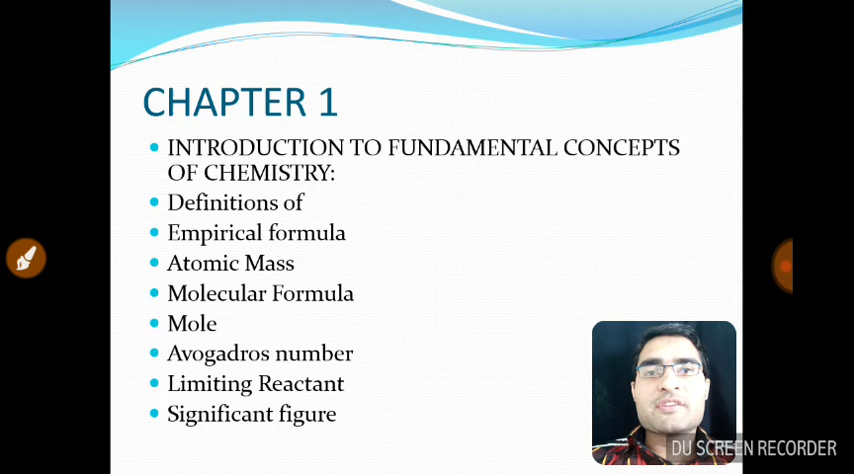 CHAPTER 1
INTRODUCTION TO FUNDAMENTAL CONCEPTS
OF CHEMISTRY:
Definitions of
Empirical formula
Atomic Mass
Molecular Formula
Mole
Avogadros number
Limiting Reactant
Significant figure
DU SCREEN RECORDER